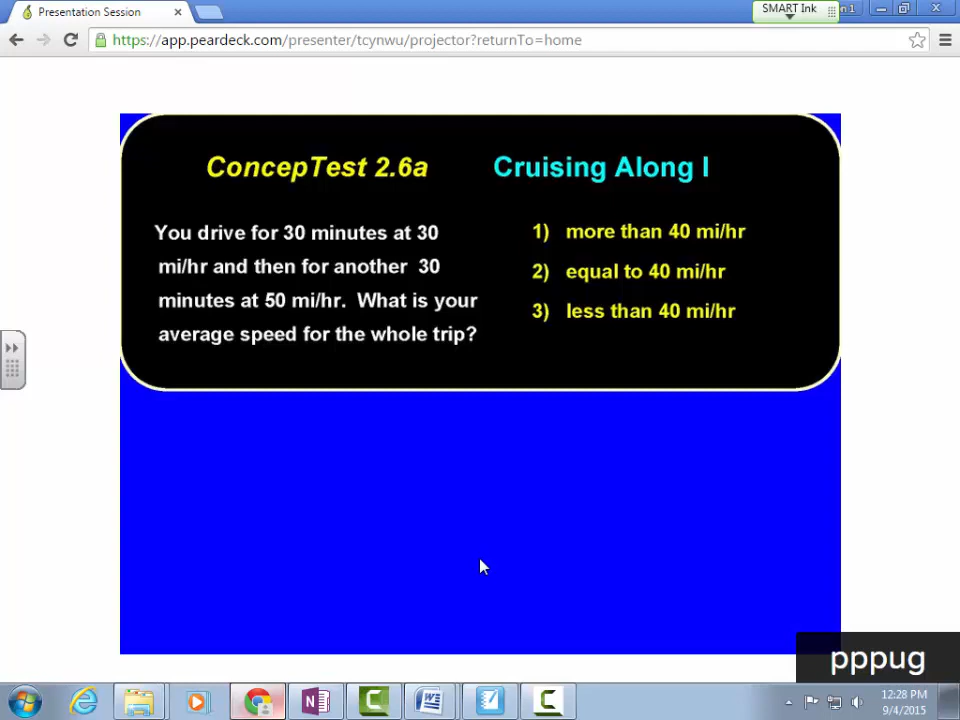 Presentation Session
SMART Ink
https://app.peardeck.com/presenter/tcynwu/projector?returnTo=home
ConcepTest 2.6a
Cruising Along I
You drive for 30 minutes at 30
mi/hr and then for another 30
minutes at 50 mi/hr. What is your
average speed for the whole trip?
1) more than 40 mi/hr
2) equal to 40 mi/hr
3) less than 40 mi/hr
pppug
12:28 PM
9/4/2015